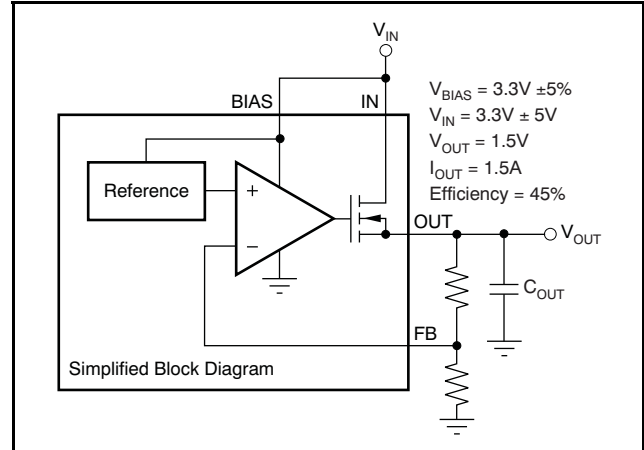 V_IN
BIAS
IN
V_BIAS = 3.3V ±5%
V_IN = 3.3V ± 5V
V_OUT = 1.5V
I_OUT = 1.5A
Efficiency = 45%
Reference
+
−
OUT
V_OUT
C_OUT
FB
Simplified Block Diagram